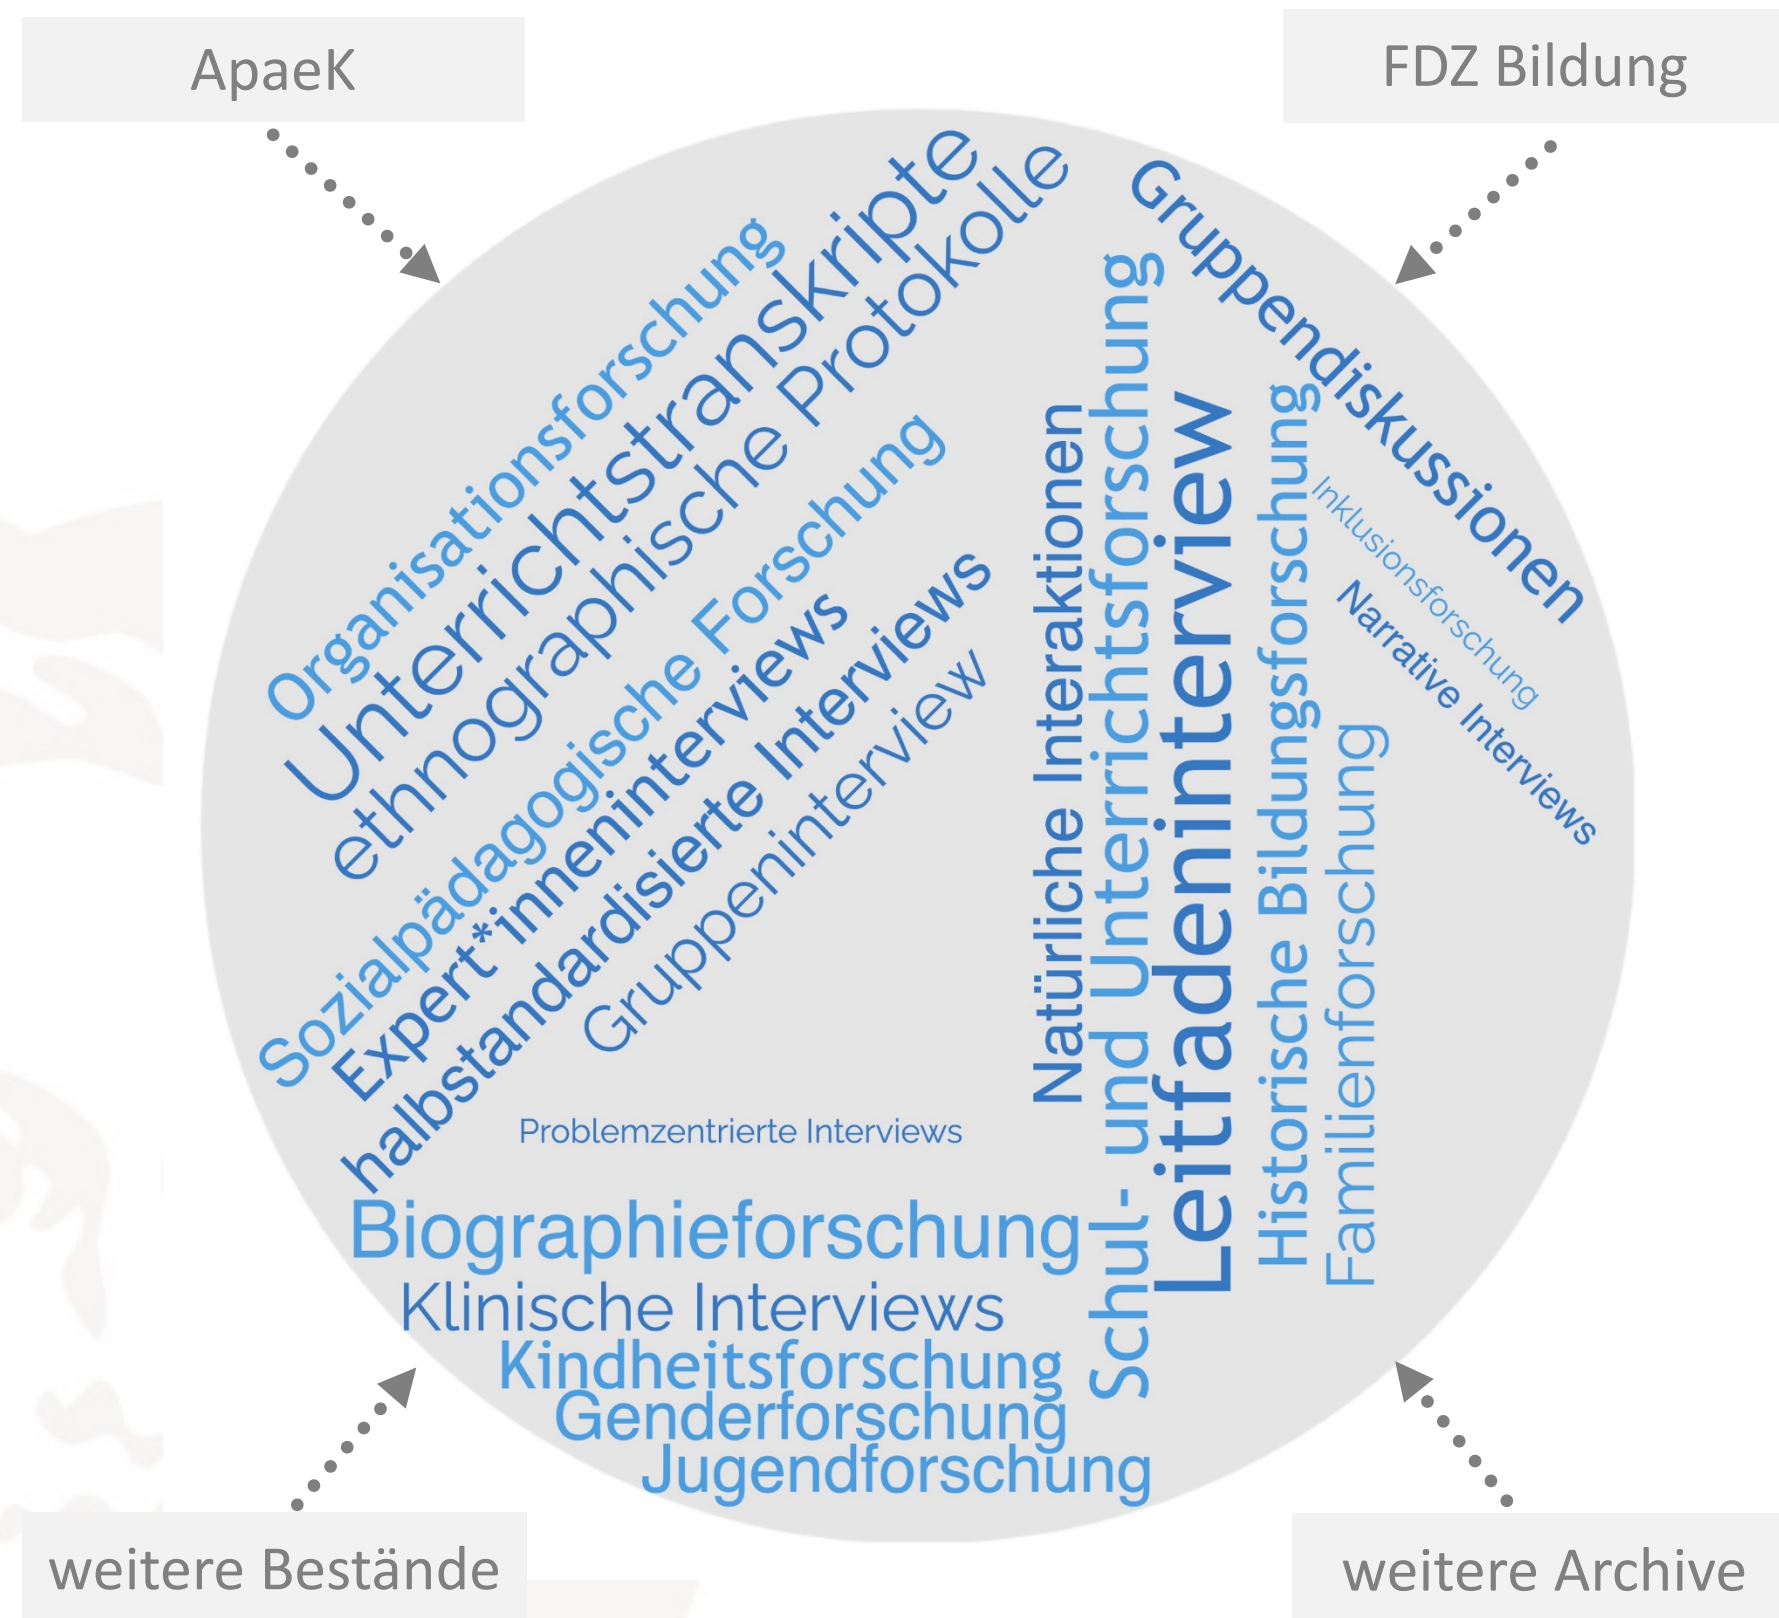 ApaeK
FDZ Bildung
Organisationsforschung
Unterrichtstranskripte
ethnographische Protokolle
Sozialpädagogische Forschung
Expert*inneninterviews
halbstandardisierte Interviews
Gruppeninterview
Natürliche Interaktionen
Schul- und Unterrichtsforschung
Leitfadeninterview
Historische Bildungsforschung
Familienforschung
Gruppendiskussionen
Inklusionsforschung
Narrative Interviews
Problemzentrierte Interviews
Biographieforschung
Klinische Interviews
Kindheitsforschung
Genderforschung
Jugendforschung
weitere Bestände
weitere Archive